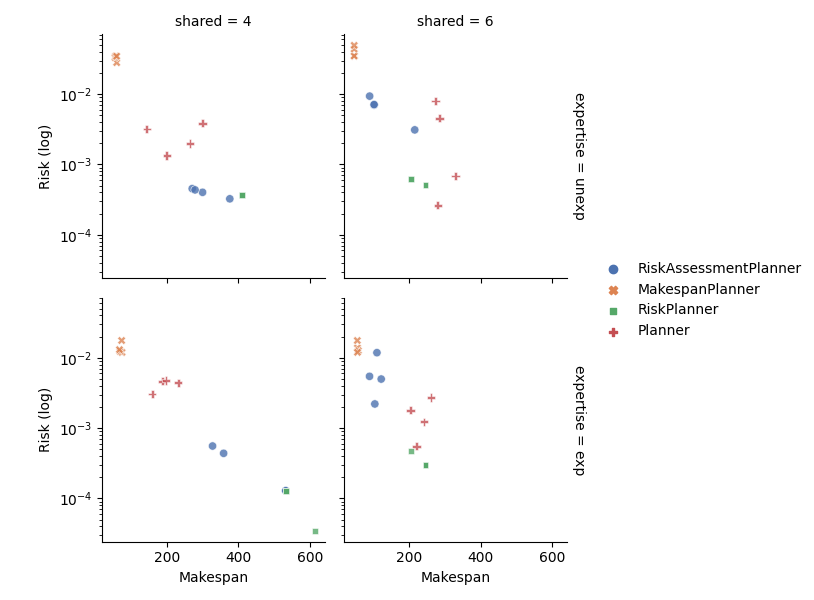 shared = 4
shared = 6
10⁻²
10⁻³
10⁻⁴
Risk (log)
expertise = unexp
RiskAssessmentPlanner
MakespanPlanner
RiskPlanner
Planner
10⁻²
10⁻³
10⁻⁴
Risk (log)
expertise = exp
200 400 600
200 400 600
Makespan
Makespan